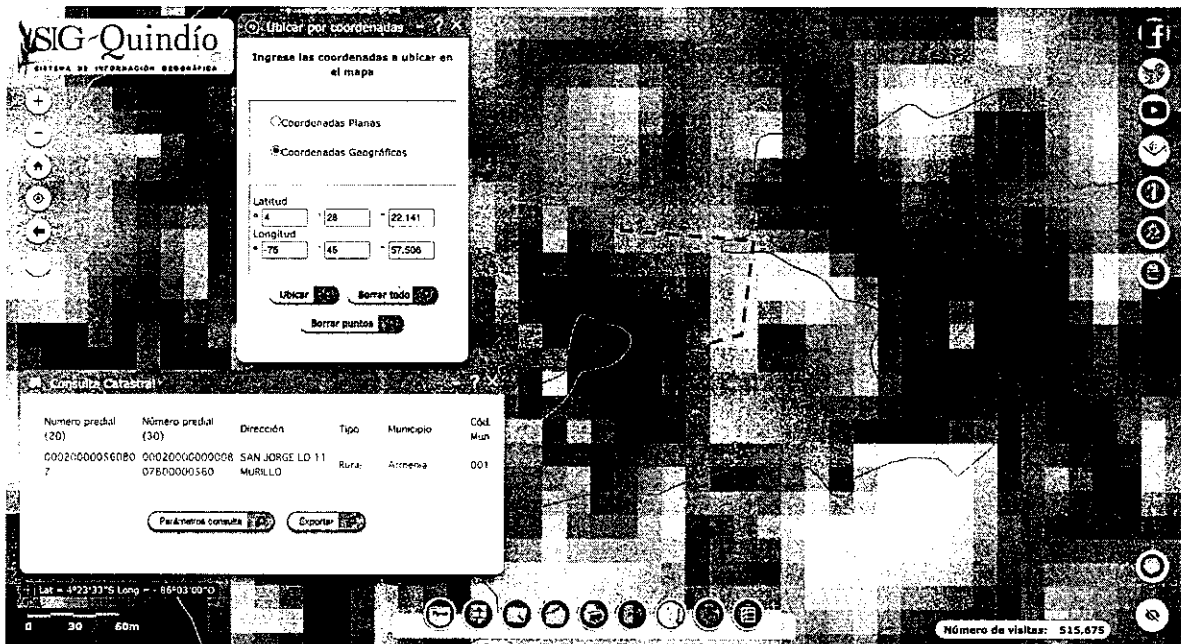 SIG-Quindío
SISTEMA DE INFORMACIÓN GEOGRÁFICA
Ubicar por coordenadas - ? ×
Ingrese las coordenadas a ubicar en
el mapa
Coordenadas Planas
Coordenadas Geográficas
Latitud
° 4 ' 28 " 22.141
Longitud
° -75 ' 45 " 57.506
Ubicar Borrar todo
Borrar puntos
Consulta Catastral
Numero predial Número predial Dirección Tipo Municipio Cód.
(20) (30) Mun
SAN JORGE LO 11 Rural Armenia 001
7 MURILLO
Parámetros consulta Exportar
0 30 60m
Número de visitas: 515,675